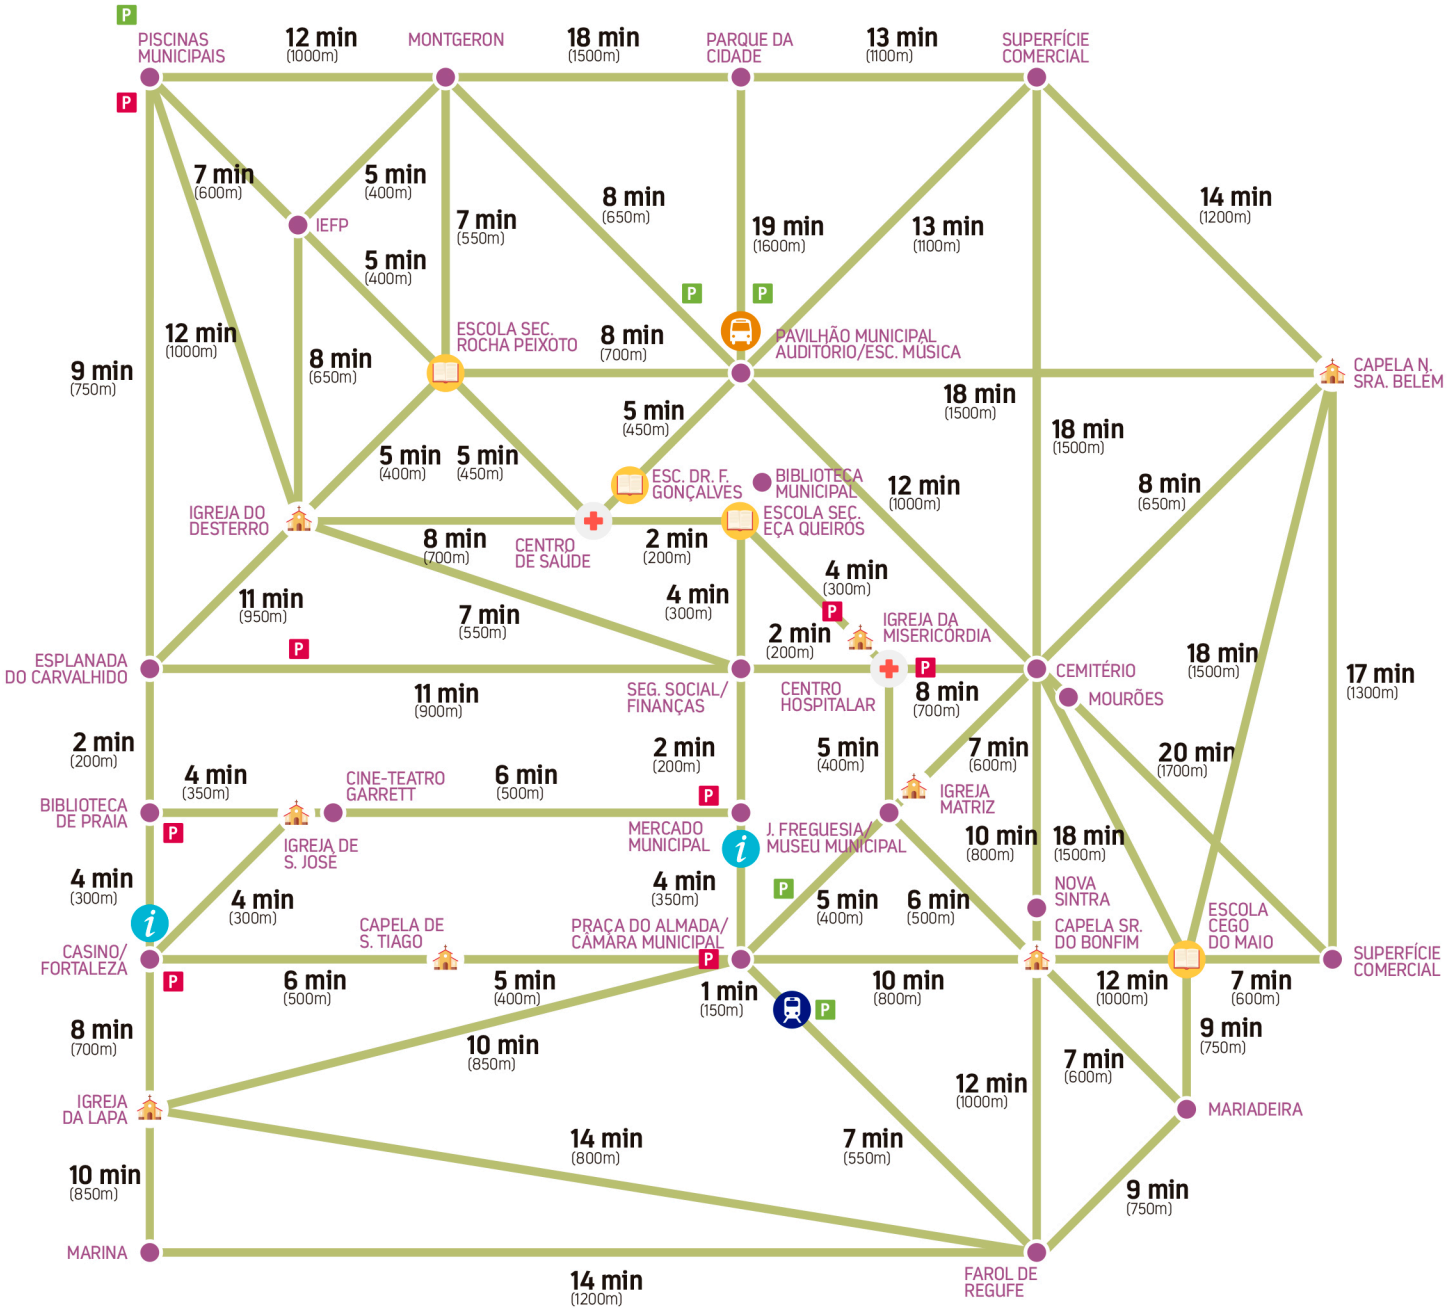 P
PISCINAS
MUNICIPAIS
12 min
(1000m)
MONTGERON
18 min
(1500m)
PARQUE DA
CIDADE
13 min
(1100m)
SUPERFÍCIE
COMERCIAL
P
7 min
(600m)
5 min
(400m)
IEFP
7 min
(550m)
8 min
(650m)
19 min
(1600m)
13 min
(1100m)
14 min
(1200m)
5 min
(400m)
P
P
12 min
(1000m)
9 min
(750m)
8 min
(650m)
ESCOLA SEC.
ROCHA PEIXOTO
8 min
(700m)
PAVILHÃO MUNICIPAL
AUDITÓRIO/ESC. MÚSICA
CAPELA N.
SRA. BELÉM
18 min
(1500m)
5 min
(450m)
18 min
(1500m)
5 min
(400m)
5 min
(450m)
ESC. DR. F.
GONÇALVES
BIBLIOTECA
MUNICIPAL
12 min
(1000m)
8 min
(650m)
IGREJA DO
DESTERRO
8 min
(700m)
CENTRO
DE SAÚDE
2 min
(200m)
ESCOLA SEC.
EÇA QUEIRÓS
11 min
(950m)
7 min
(550m)
4 min
(300m)
4 min
(300m)
P
2 min
(200m)
IGREJA DA
MISERICÓRDIA
P
ESPLANADA
DO CARVALHIDO
11 min
(900m)
SEG. SOCIAL/
FINANÇAS
CENTRO
HOSPITALAR
P
8 min
(700m)
CEMITÉRIO
MOURÕES
18 min
(1500m)
17 min
(1300m)
2 min
(200m)
4 min
(350m)
CINE-TEATRO
GARRETT
6 min
(500m)
2 min
(200m)
5 min
(400m)
7 min
(600m)
20 min
(1700m)
BIBLIOTECA
DE PRAIA
P
IGREJA DE
S. JOSÉ
P
MERCADO
MUNICIPAL
i
J. FREGUESIA/
MUSEU MUNICIPAL
IGREJA
MATRIZ
10 min
(800m)
18 min
(1500m)
4 min
(300m)
4 min
(300m)
4 min
(350m)
P
5 min
(400m)
6 min
(500m)
NOVA
SINTRA
i
CASINO/
FORTALEZA
CAPELA DE
S. TIAGO
PRAÇA DO ALMADA/
CÂMARA MUNICIPAL
P
CAPELA SR.
DO BONFIM
ESCOLA
CEGO
DO MAIO
SUPERFÍCIE
COMERCIAL
P
6 min
(500m)
5 min
(400m)
1 min
(150m)
P
10 min
(800m)
12 min
(1000m)
7 min
(600m)
8 min
(700m)
10 min
(850m)
9 min
(750m)
7 min
(600m)
12 min
(1000m)
IGREJA
DA LAPA
MARIADEIRA
14 min
(800m)
7 min
(550m)
10 min
(850m)
9 min
(750m)
MARINA
14 min
(1200m)
FAROL DE
REGUFE